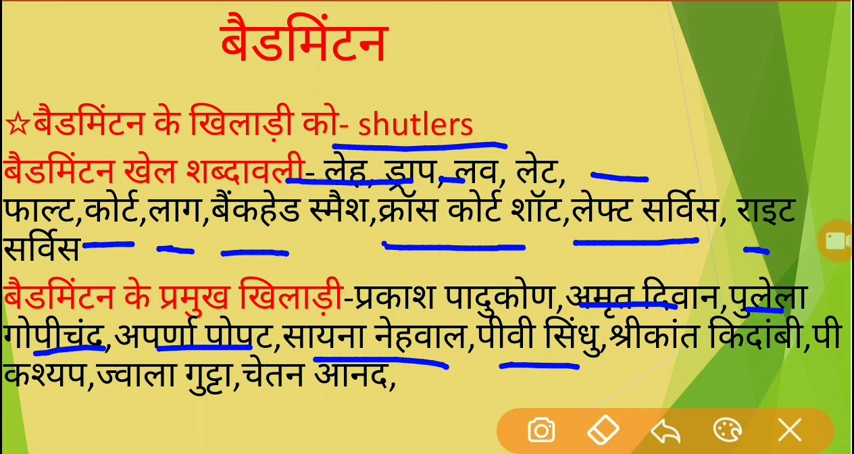 बैडमिंटन
☆बैडमिंटन के खिलाड़ी को- shutlers
बैडमिंटन खेल शब्दावली- लेह, ड्राप, लव, लेट,
फाल्ट,कोर्ट,लाग,बैंकहेड स्मैश,क्रॉस कोर्ट शॉट,लेफ्ट सर्विस, राइट
सर्विस
बैडमिंटन के प्रमुख खिलाड़ी-प्रकाश पादुकोण,अमृत दिवान,पुलेला
गोपीचंद,अपर्णा पोपट,सायना नेहवाल,पीवी सिंधु,श्रीकांत किदांबी,पी
कश्यप,ज्वाला गुट्टा,चेतन आनद,